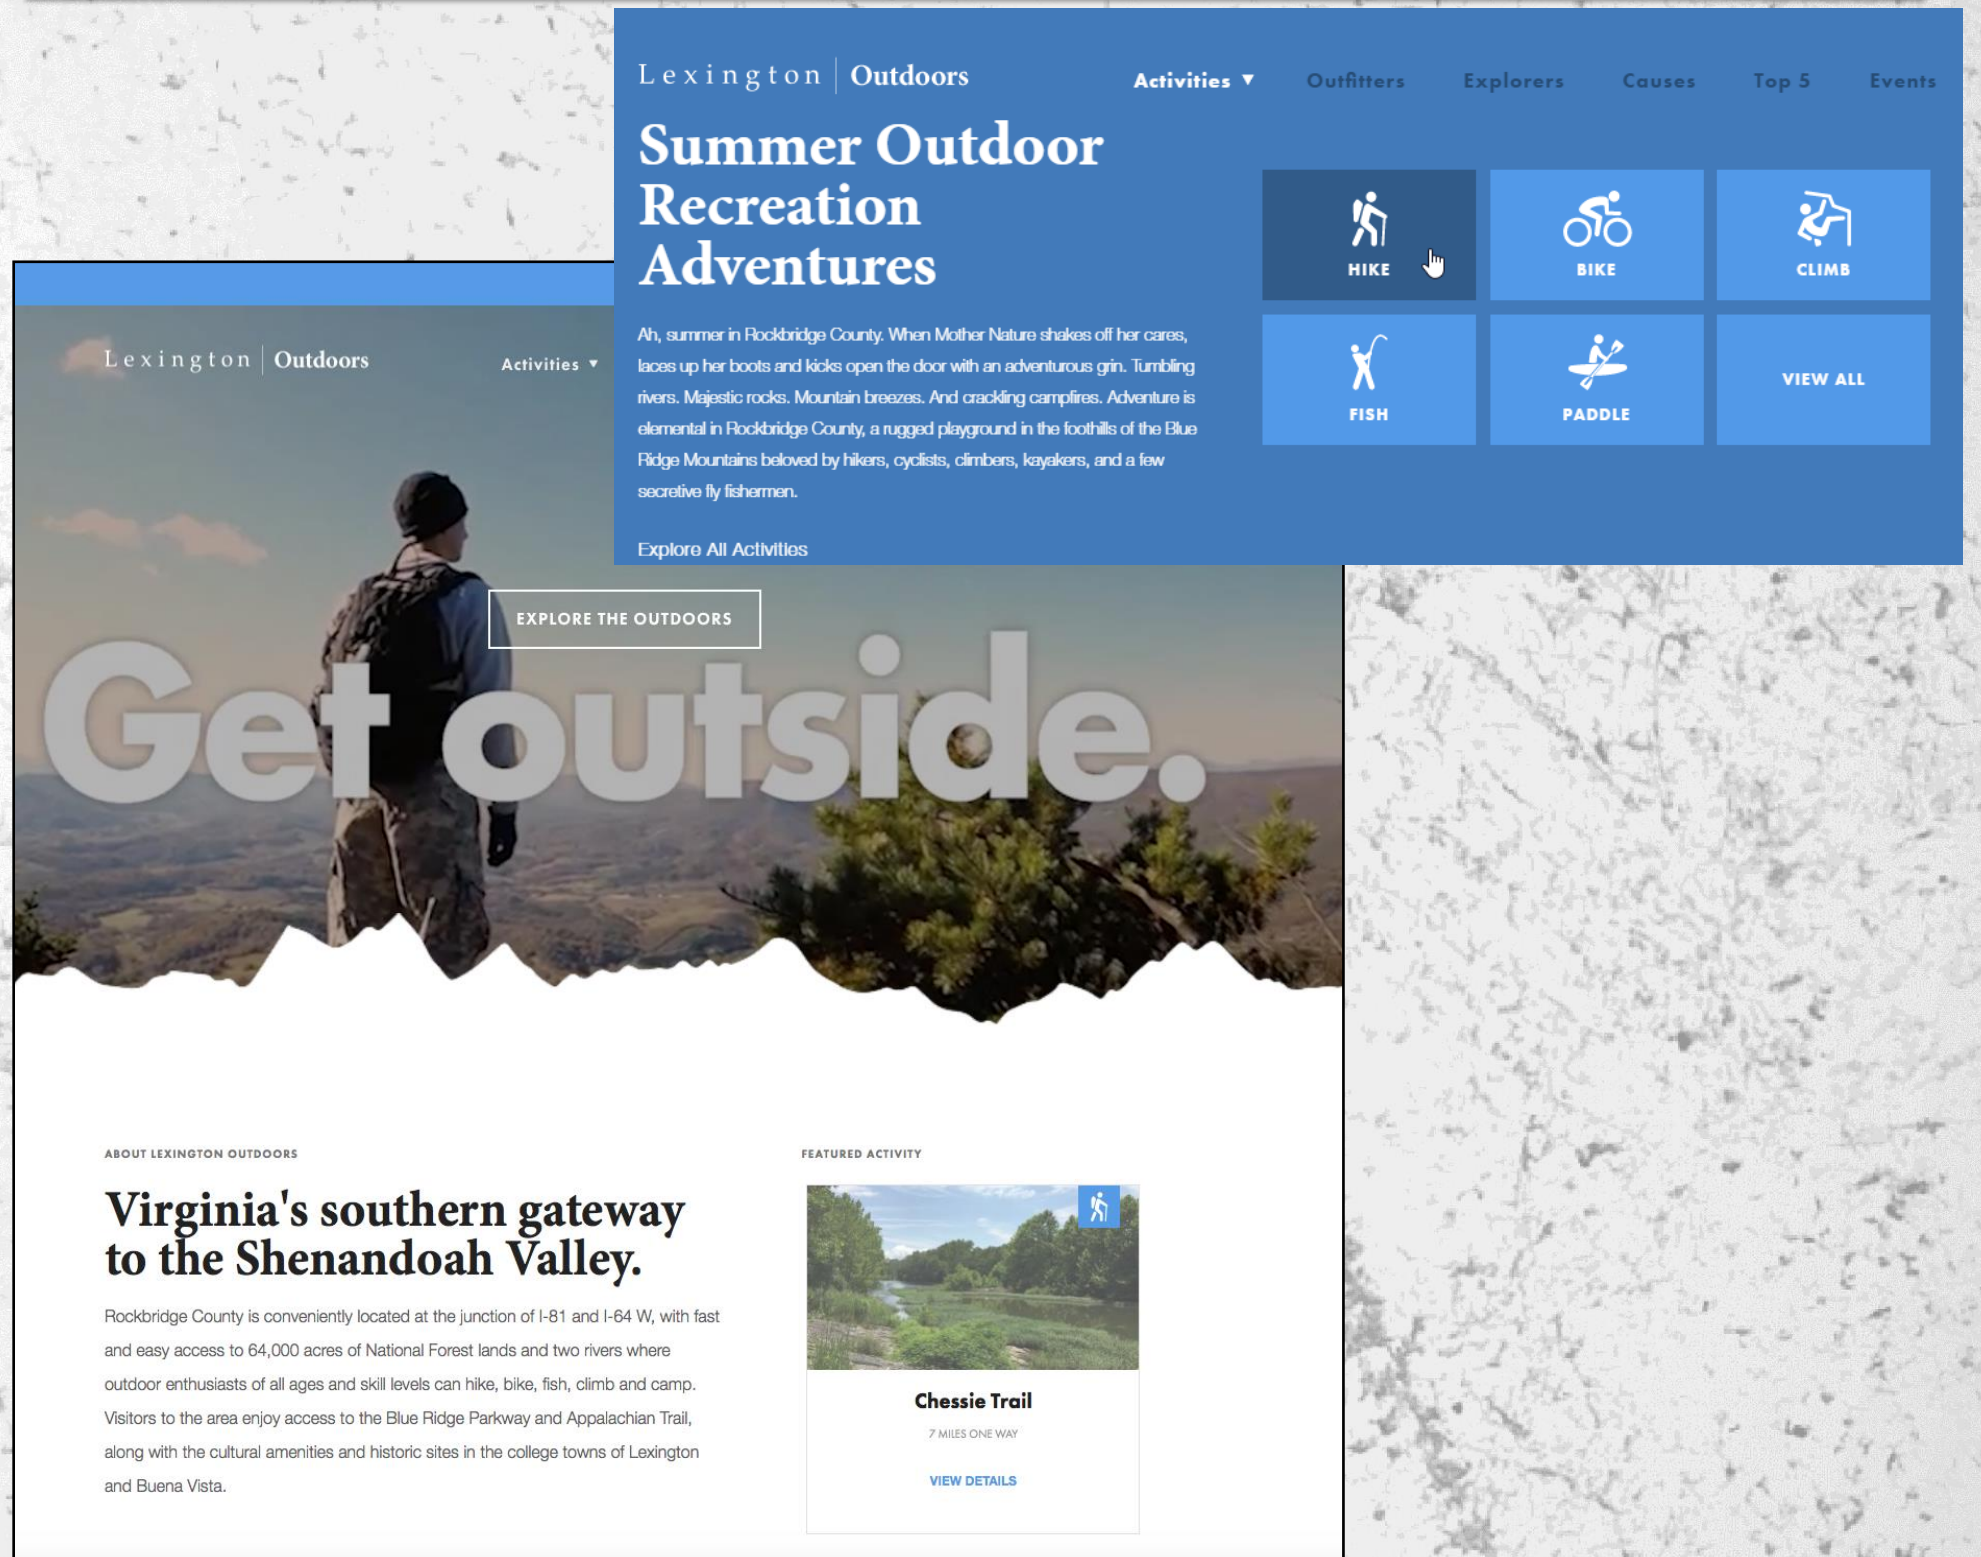 Lexington | Outdoors
Activities ▼ Outfitters Explorers Causes Top 5 Events
Summer Outdoor
Recreation
Adventures
Ah, summer in Rockbridge County. When Mother Nature shakes off her cares,
laces up her boots and kicks open the door with an adventurous grin. Tumbling
rivers. Majestic rocks. Mountain breezes. And crackling campfires. Adventure is
elemental in Rockbridge County, a rugged playground in the foothills of the Blue
Ridge Mountains beloved by hikers, cyclists, climbers, kayakers, and a few
secretive fly fishermen.
Explore All Activities
HIKE
BIKE
CLIMB
FISH
PADDLE
VIEW ALL
Lexington | Outdoors
Activities ▼
EXPLORE THE OUTDOORS
Get outside.
ABOUT LEXINGTON OUTDOORS
Virginia's southern gateway
to the Shenandoah Valley.
Rockbridge County is conveniently located at the junction of I-81 and I-64 W, with fast
and easy access to 64,000 acres of National Forest lands and two rivers where
outdoor enthusiasts of all ages and skill levels can hike, bike, fish, climb and camp.
Visitors to the area enjoy access to the Blue Ridge Parkway and Appalachian Trail,
along with the cultural amenities and historic sites in the college towns of Lexington
and Buena Vista.
FEATURED ACTIVITY
Chessie Trail
7 MILES ONE WAY
VIEW DETAILS